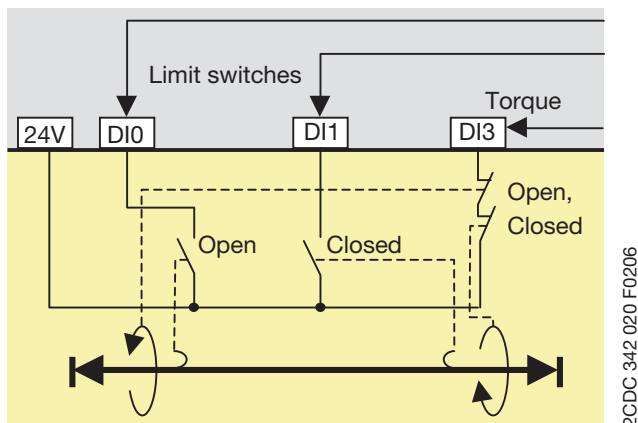 Limit switches
Torque
24V
DI0
DI1
DI3
Open,
Closed
Open
Closed
2CDC 342 020 F0206